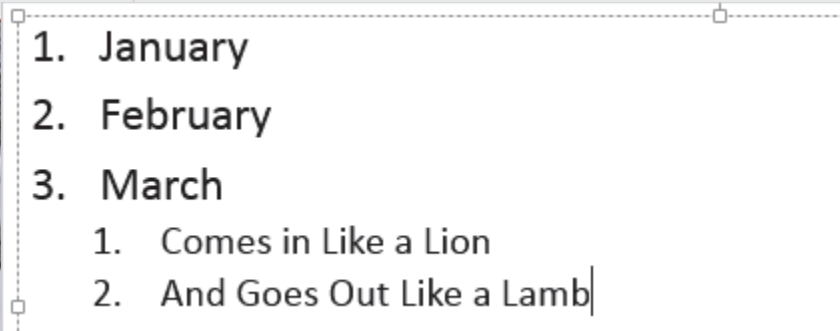 1. January
2. February
3. March
1. Comes in Like a Lion
2. And Goes Out Like a Lamb